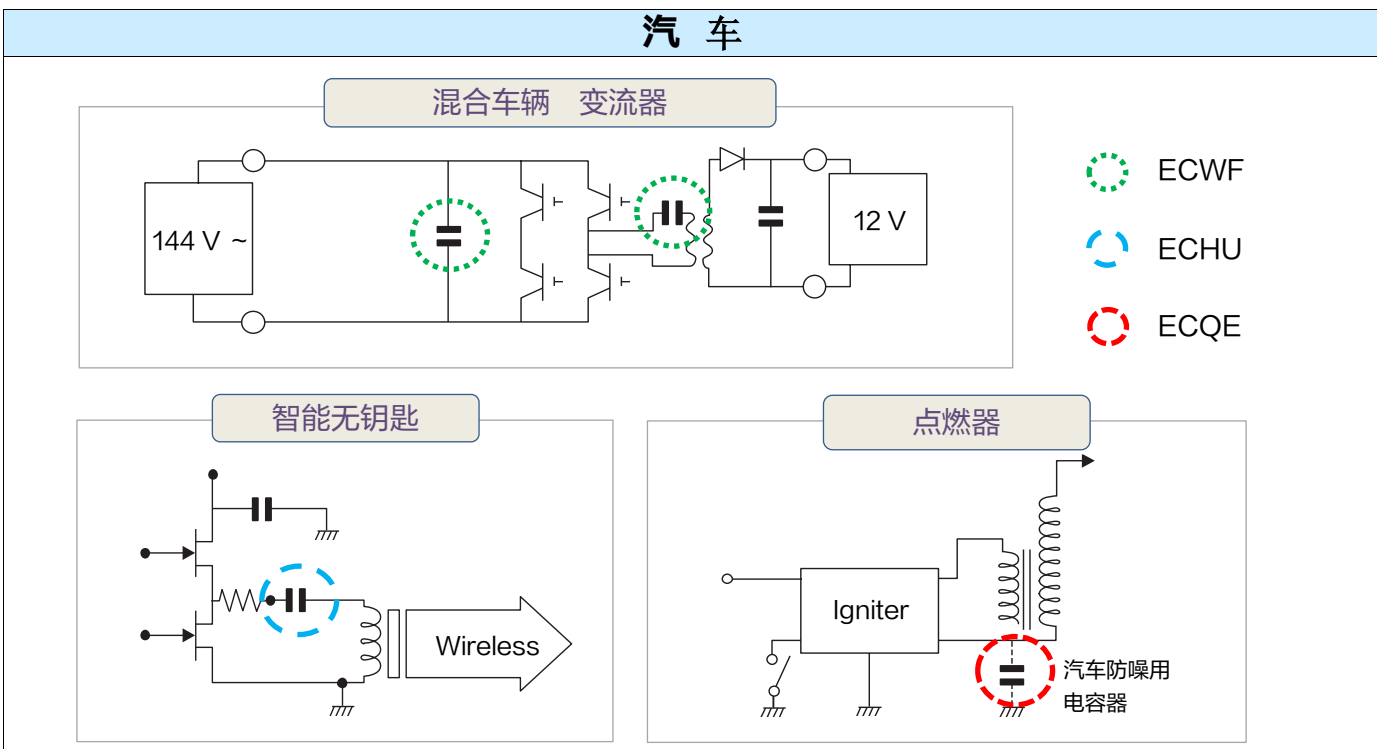 汽 车
混合车辆 变流器
144 V ~
12 V
ECWF
ECHU
ECQE
智能无钥匙
Wireless
点燃器
Igniter
汽车防噪用
电容器